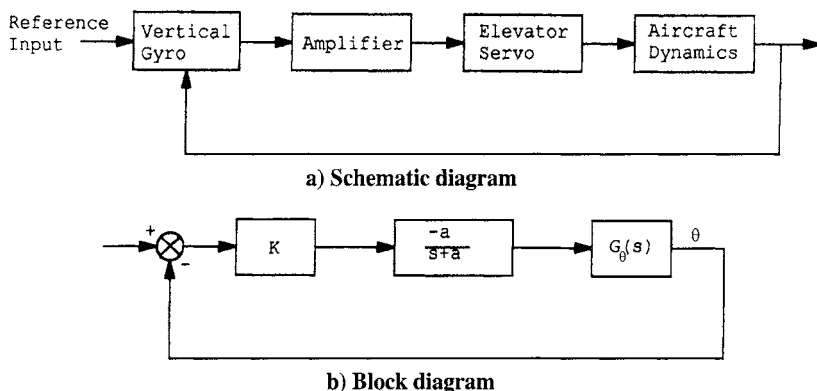 Reference
Input
Vertical
Gyro
Amplifier
Elevator
Servo
Aircraft
Dynamics
a) Schematic diagram
+
-
K
-a
s+a
G_θ(s)
θ
b) Block diagram